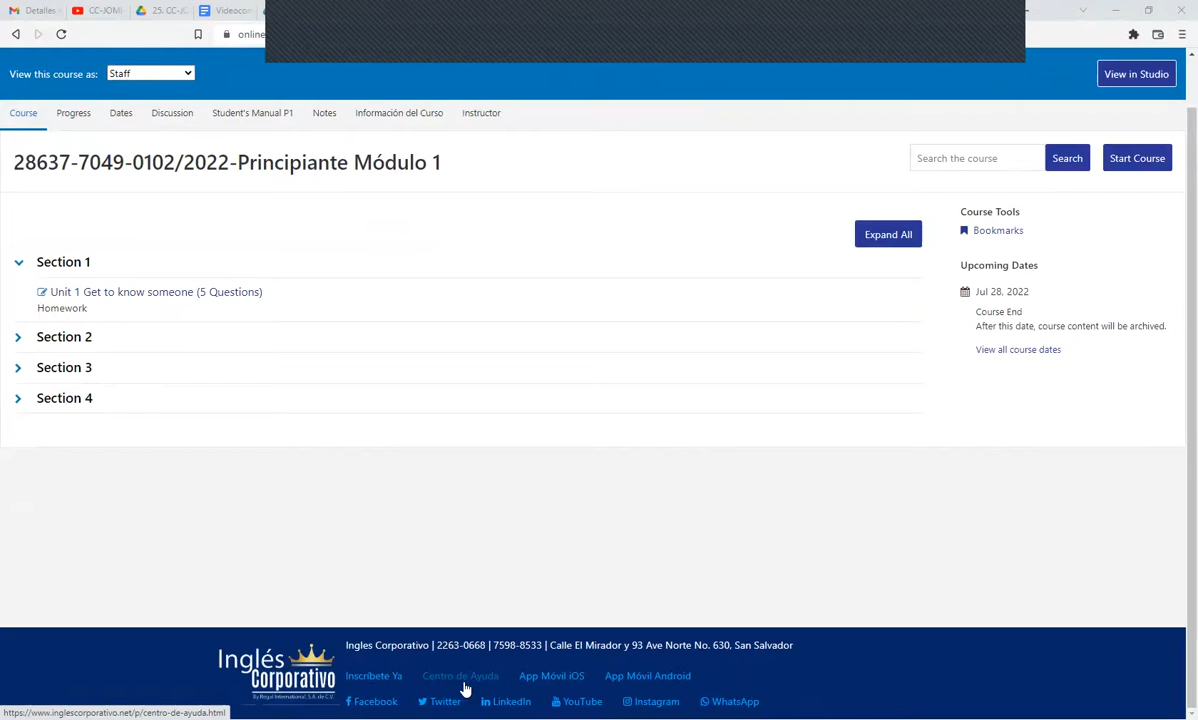 Detalles
CC-JOMI
25. CC-JO
Videocon
online
View this course as:
Staff
View in Studio
Course
Progress
Dates
Discussion
Student's Manual P1
Notes
Información del Curso
Instructor
28637-7049-0102/2022-Principiante Módulo 1
Search the course
Search
Start Course
Expand All
Course Tools
Bookmarks
Upcoming Dates
Jul 28, 2022
Course End
After this date, course content will be archived.
View all course dates
Section 1
Unit 1 Get to know someone (5 Questions)
Homework
Section 2
Section 3
Section 4
Inglés
Corporativo
By Regal International, S.A. de C.V.
Ingles Corporativo | 2263-0668 | 7598-8533 | Calle El Mirador y 93 Ave Norte No. 630, San Salvador
Inscríbete Ya
Centro de Ayuda
App Móvil iOS
App Móvil Android
Facebook
Twitter
LinkedIn
YouTube
Instagram
WhatsApp
https://www.inglescorporativo.net/p/centro-de-ayuda.html